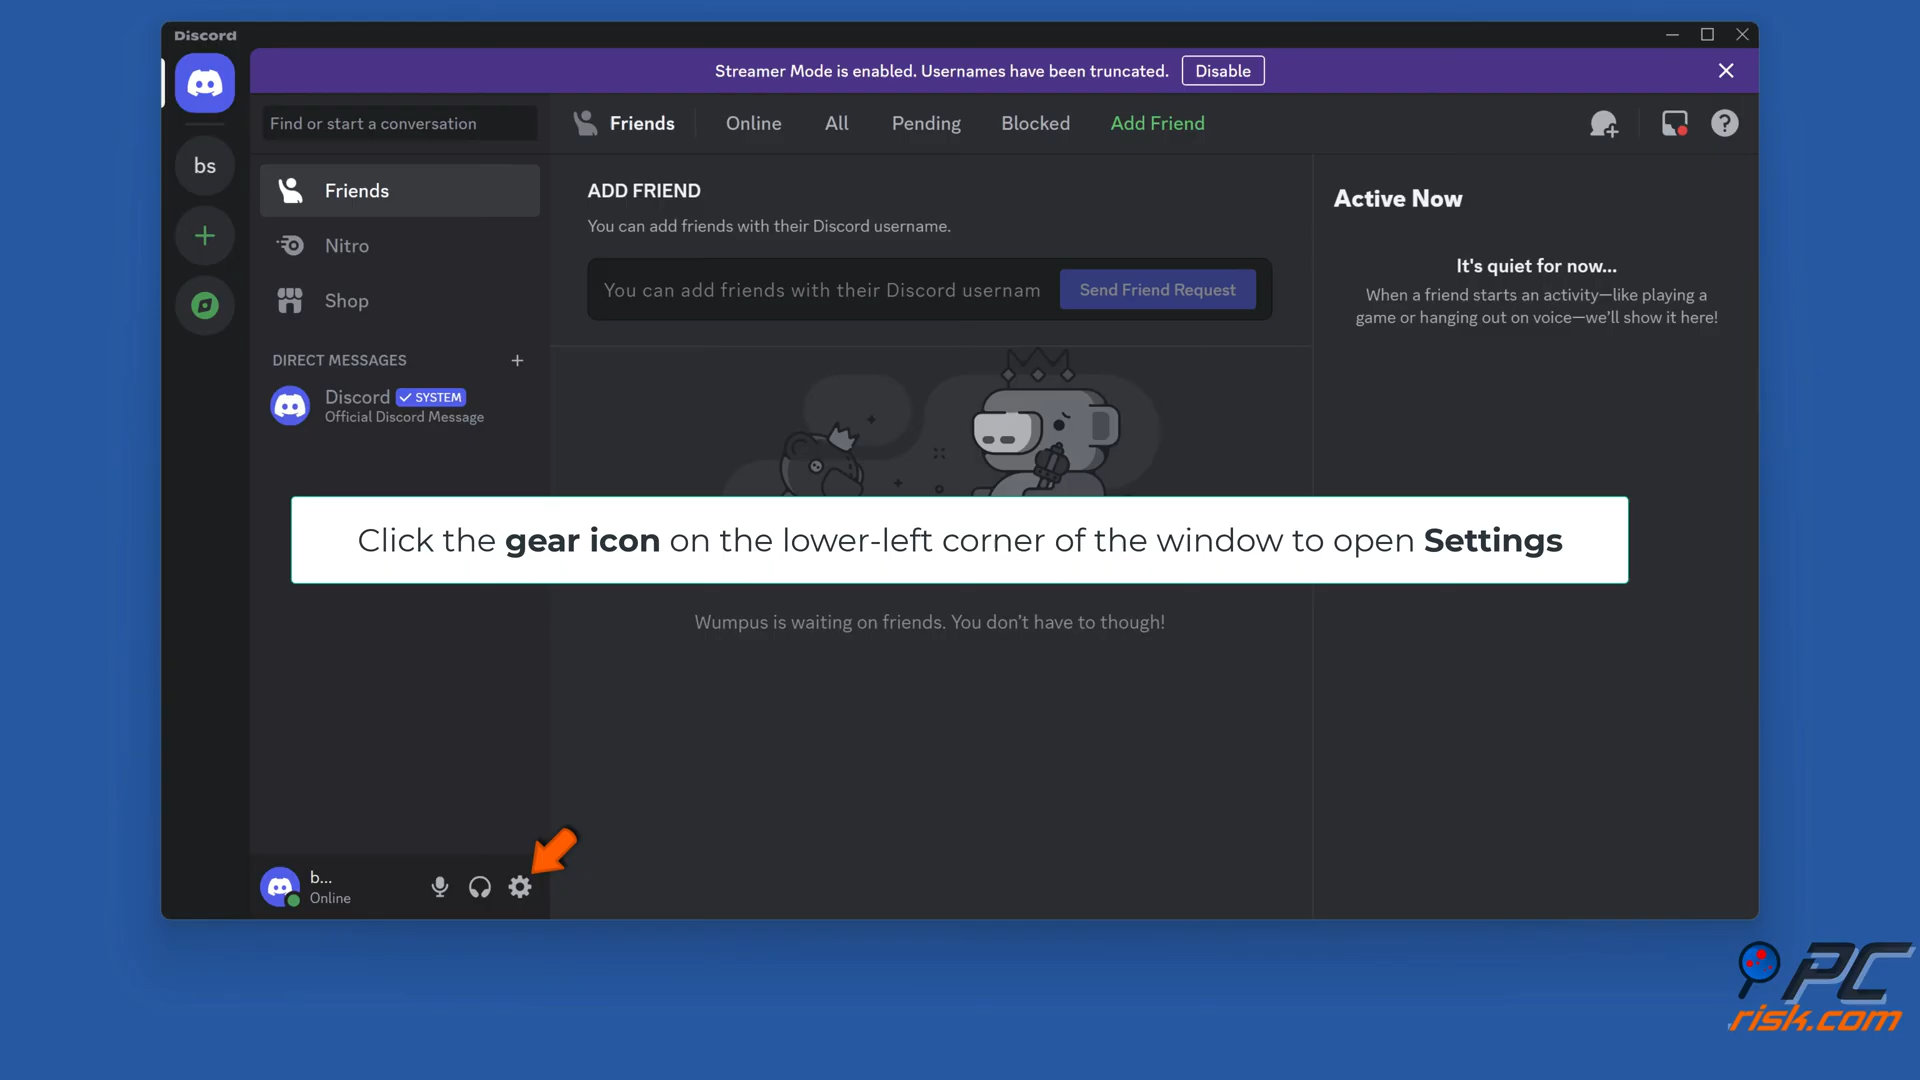 Discord
Streamer Mode is enabled. Usernames have been truncated. Disable
Find or start a conversation
Friends Online All Pending Blocked Add Friend
bs
Friends
Nitro
Shop
DIRECT MESSAGES
Discord SYSTEM
Official Discord Message
ADD FRIEND
You can add friends with their Discord username.
You can add friends with their Discord usernam Send Friend Request
Active Now
It's quiet for now...
When a friend starts an activity—like playing a
game or hanging out on voice—we'll show it here!
Click the gear icon on the lower-left corner of the window to open Settings
Wumpus is waiting on friends. You don't have to though!
b...
Online
PC
risk.com